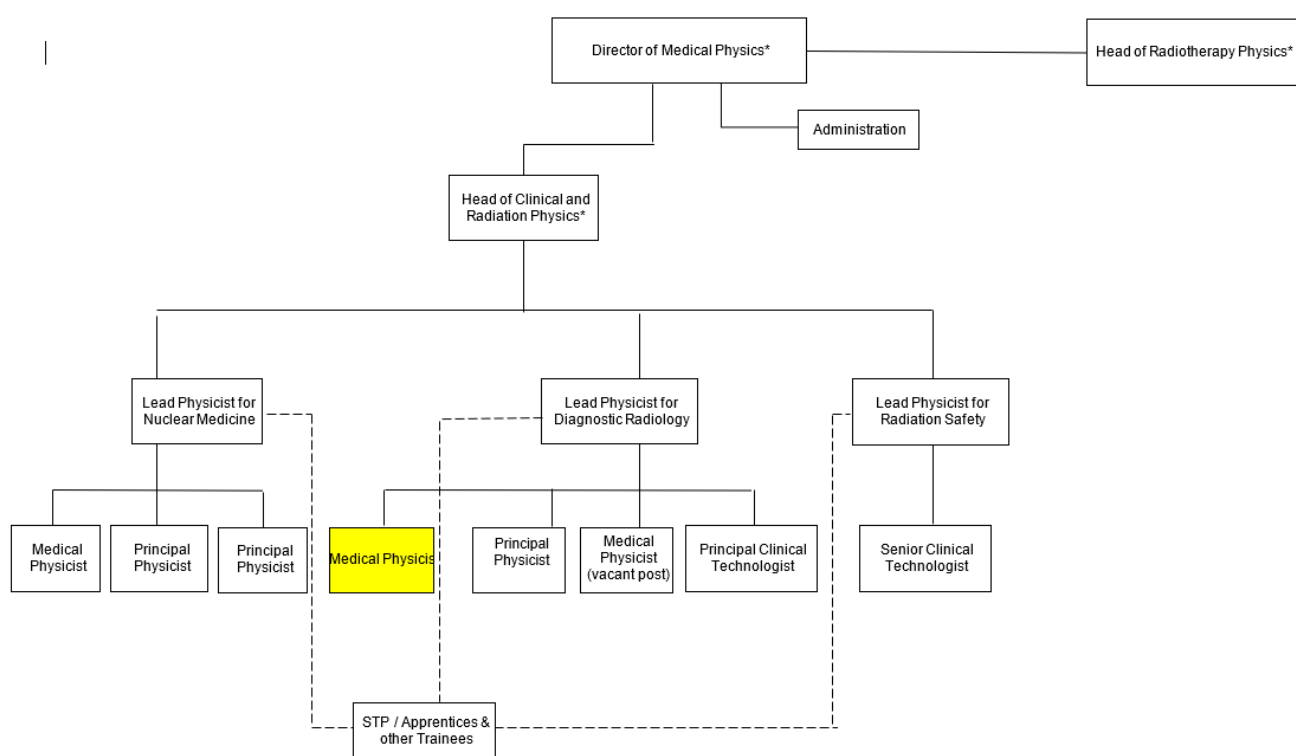 Director of Medical Physics*
Head of Radiotherapy Physics*
Administration
Head of Clinical and
Radiation Physics*
Lead Physicist for
Nuclear Medicine
Lead Physicist for
Diagnostic Radiology
Lead Physicist for
Radiation Safety
Medical
Physicist
Principal
Physicist
Principal
Physicist
Medical Physicis
Principal
Physicist
Medical
Physicist
(vacant post)
Principal Clinical
Technologist
Senior Clinical
Technologist
STP / Apprentices &
other Trainees